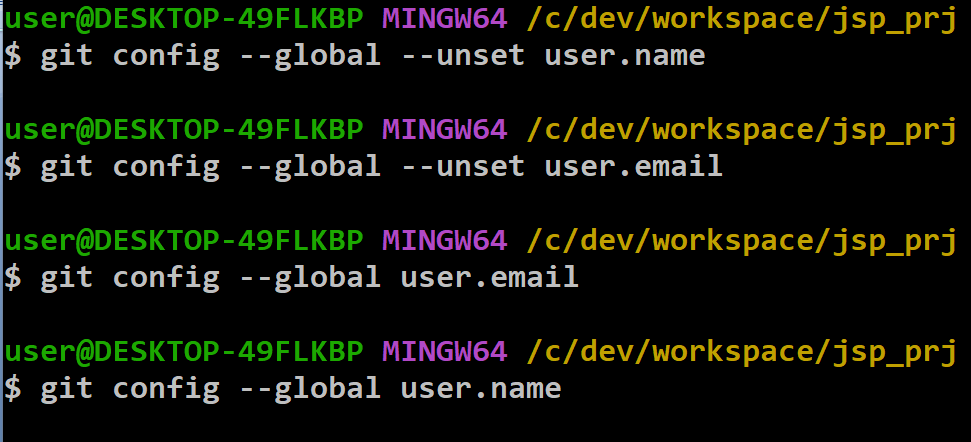 user@DESKTOP-49FLKBP MINGW64 /c/dev/workspace/jsp_prj
$ git config --global --unset user.name
user@DESKTOP-49FLKBP MINGW64 /c/dev/workspace/jsp_prj
$ git config --global --unset user.email
user@DESKTOP-49FLKBP MINGW64 /c/dev/workspace/jsp_prj
$ git config --global user.email
user@DESKTOP-49FLKBP MINGW64 /c/dev/workspace/jsp_prj
$ git config --global user.name